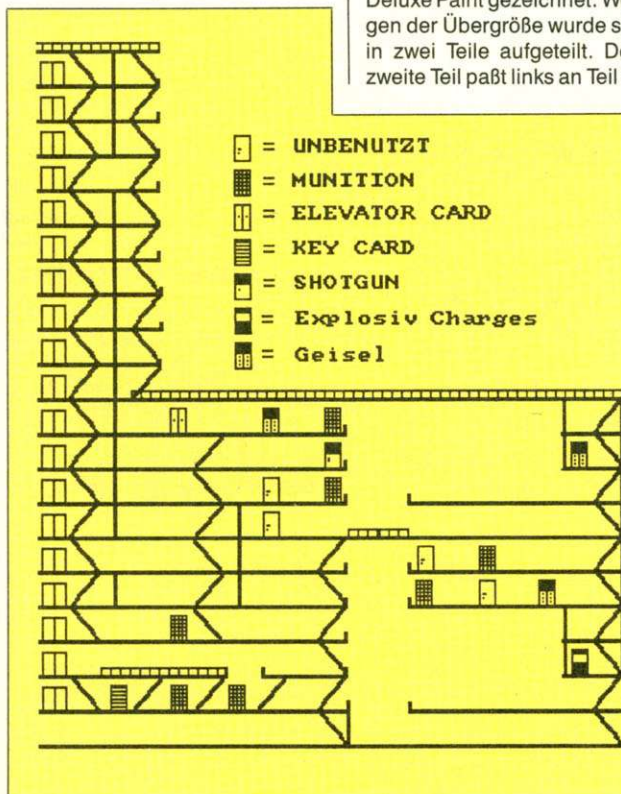 Deluxe Paint gezeichnet. W
gen der Übergröße wurde s
in zwei Teile aufgeteilt. D
zweite Teil paßt links an Teil
= UNBENUTZT
= MUNITION
= ELEVATOR CARD
= KEY CARD
= SHOTGUN
= Explosiv Charges
= Geisel